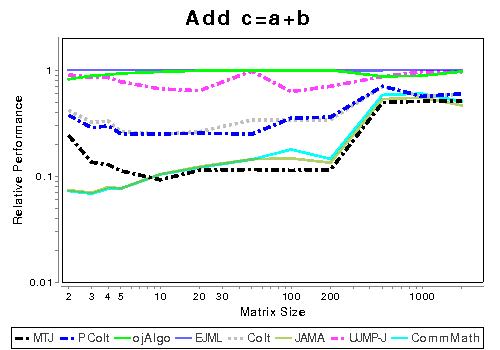 Add c=a+b
Relative Performance
1
0.1
0.01
2 3 4 5 10 20 30 100 200 1000
Matrix Size
MTJ PColt ojAlgo EJML Colt JAMA UJMP-J CommMath